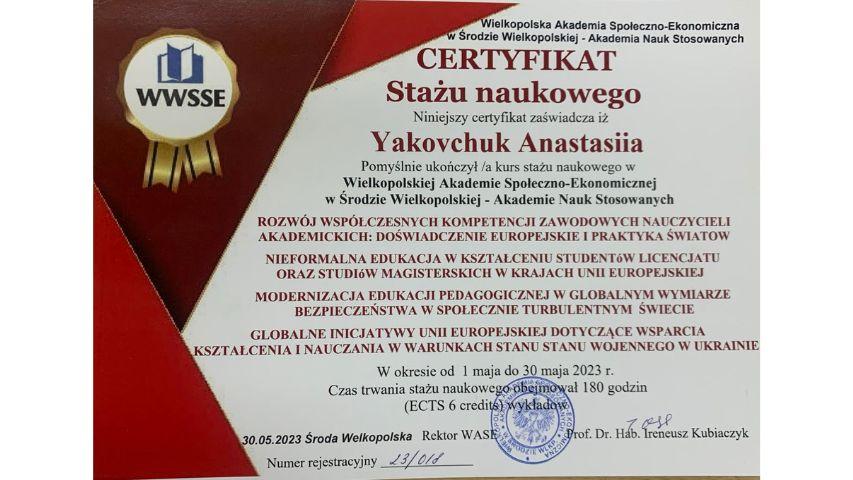 Wielkopolska Akademia Społeczno-Ekonomiczna
w Środzie Wielkopolskiej - Akademia Nauk Stosowanych
WWSSE
CERTYFIKAT
Stażu naukowego
Niniejszy certyfikat zaświadcza iż
Yakovchuk Anastasiia
Pomyślnie ukończył /a kurs stażu naukowego w
Wielkopolskiej Akademie Społeczno-Ekonomicznej
w Środzie Wielkopolskiej - Akademie Nauk Stosowanych
ROZWÓJ WSPÓŁCZESNYCH KOMPETENCJI ZAWODOWYCH NAUCZYCIELI
AKADEMICKICH: DOŚWIADCZENIE EUROPEJSKIE I PRAKTYKA ŚWIATOW
NIEFORMALNA EDUKACJA W KSZTAŁCENIU STUDENTóW LICENCJATU
ORAZ STUDIóW MAGISTERSKICH W KRAJACH UNII EUROPEJSKIEJ
MODERNIZACJA EDUKACJI PEDAGOGICZNEJ W GLOBALNYM WYMIARZE
BEZPIECZEŃSTWA W SPOŁECZNIE TURBULENTNYM ŚWIECIE
GLOBALNE INICJATYWY UNII EUROPEJSKIEJ DOTYCZĄCE WSPARCIA
KSZTAŁCENIA I NAUCZANIA W WARUNKACH STANU STANU WOJENNEGO W UKRAINIE
W okresie od 1 maja do 30 maja 2023 r.
Czas trwania stażu naukowego obejmował 180 godzin
(ECTS 6 credits) wykładow
30.05.2023 Środa Welkopolska Rektor WASE Prof. Dr. Hab. Ireneusz Kubiaczyk
Numer rejestracyjny 23/018